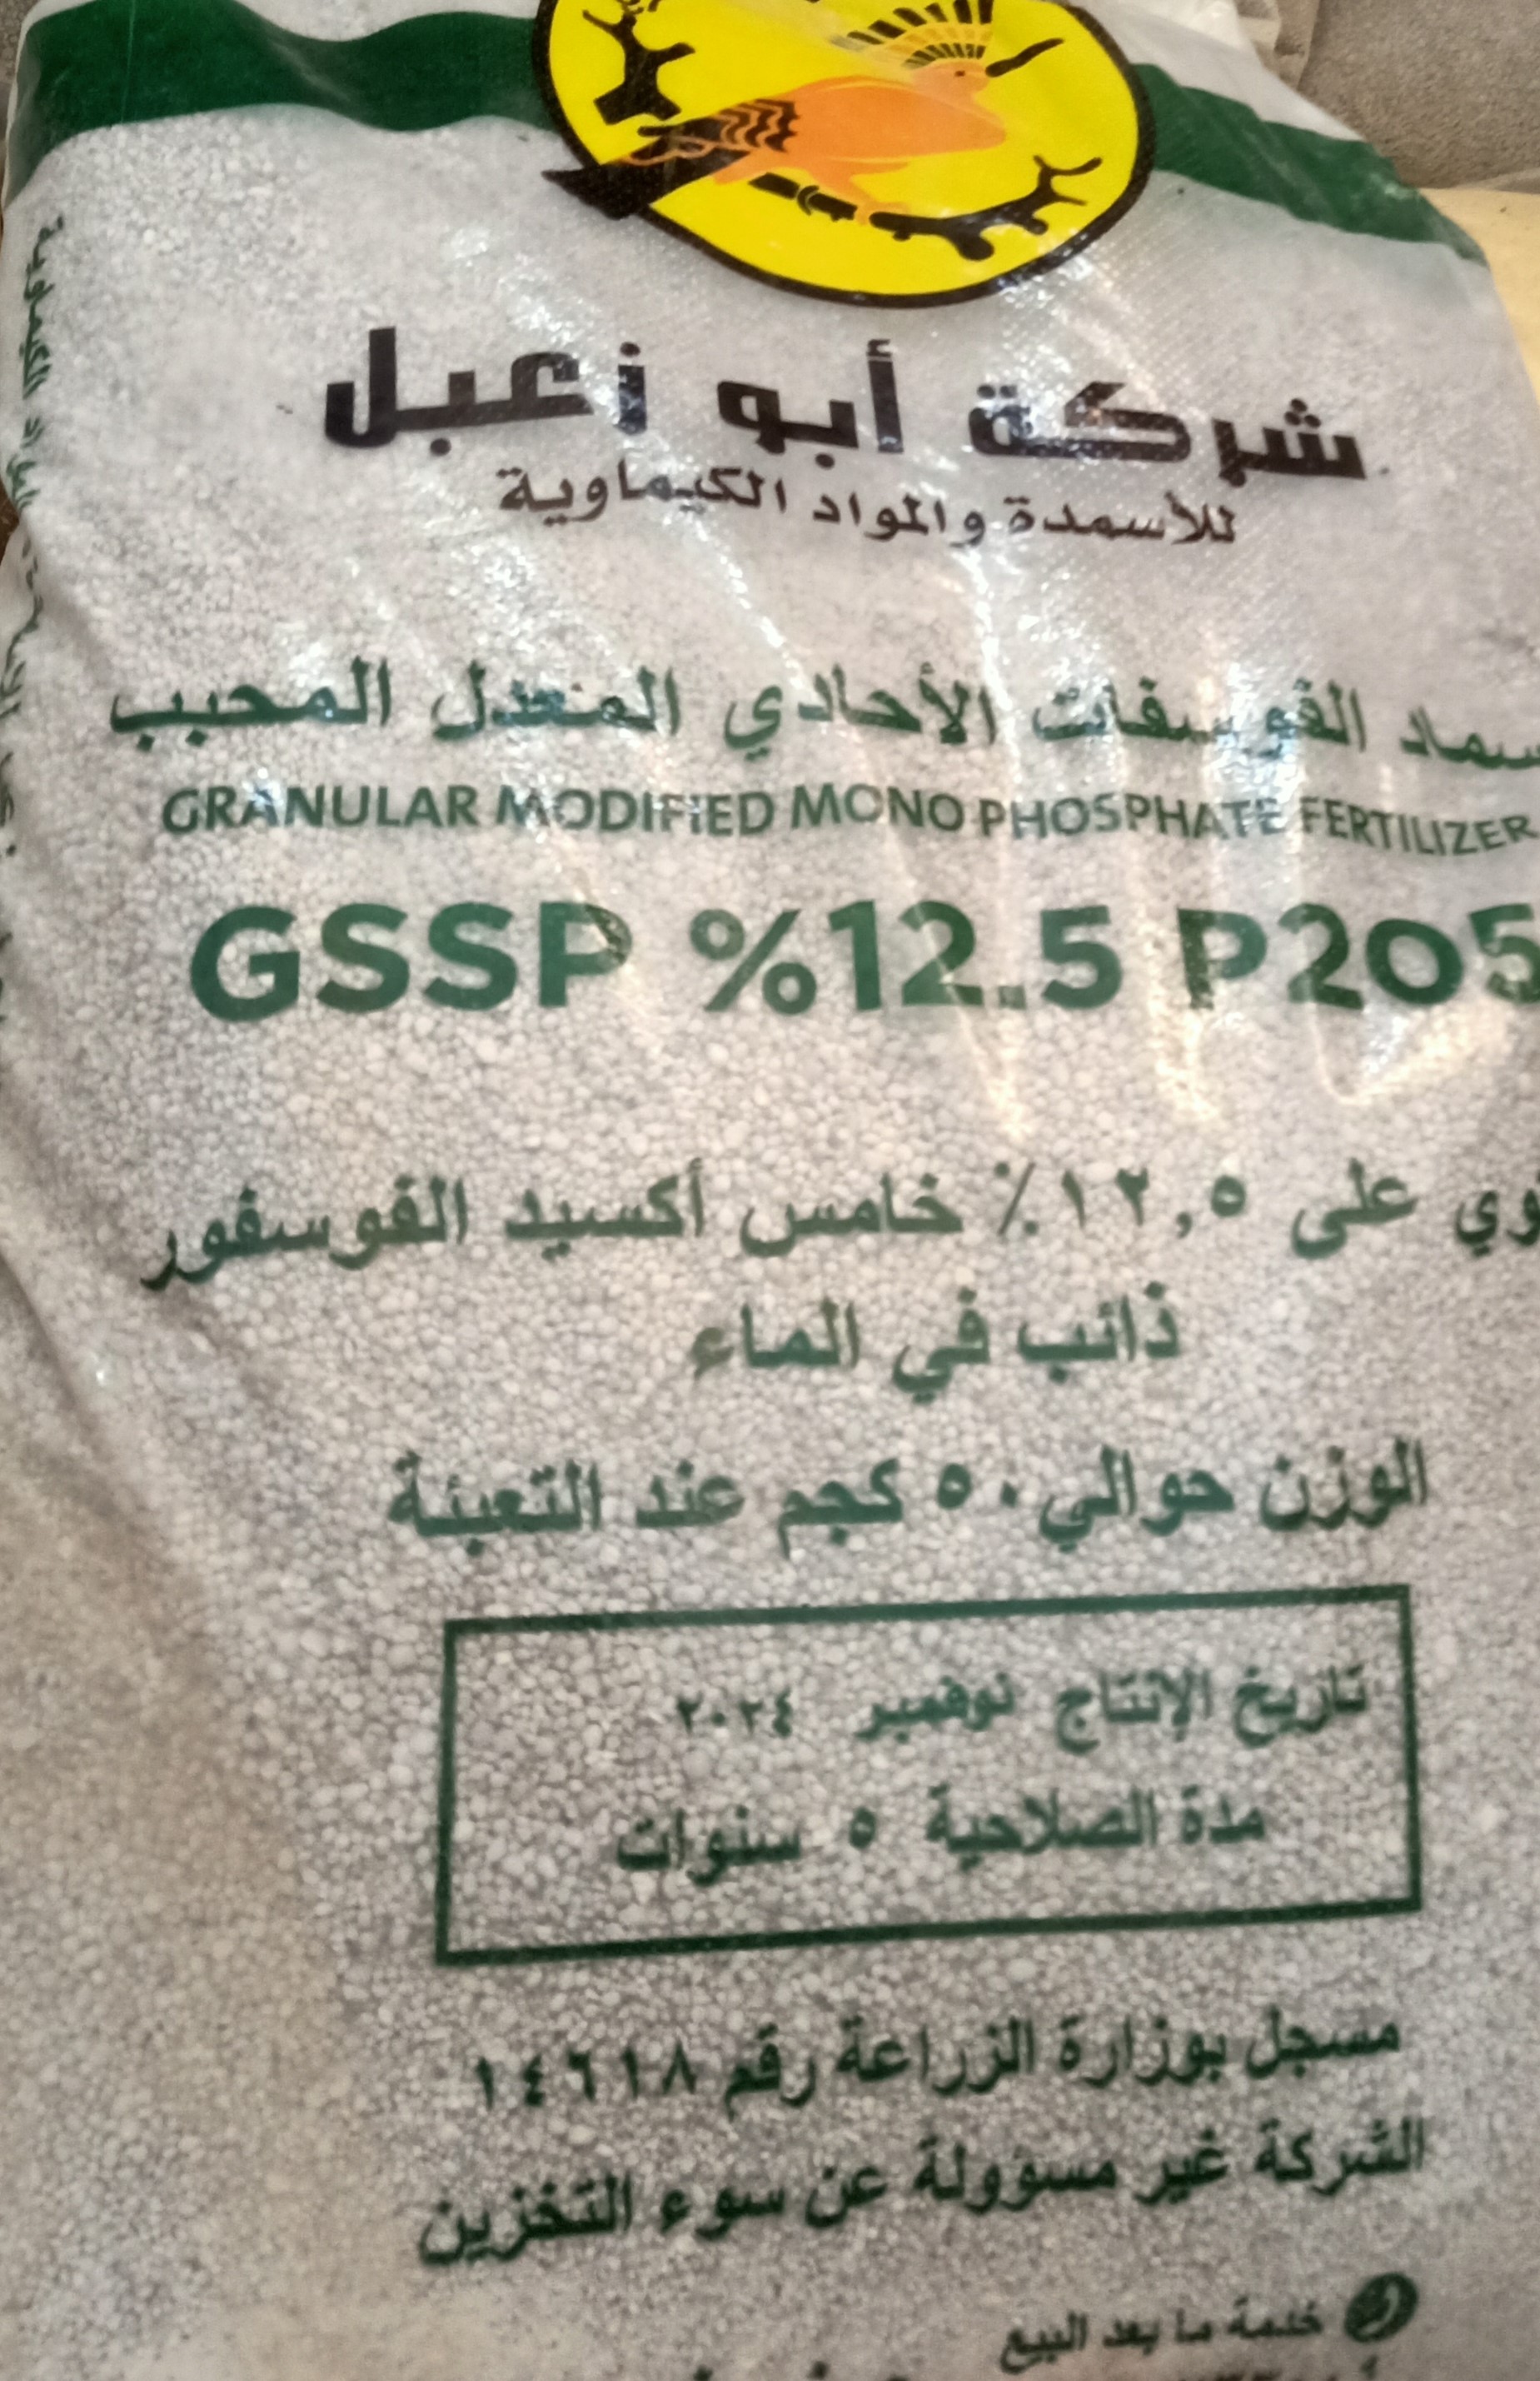 شركة أبو زعبل
للأسمدة والمواد الكيماوية
سماد الفوسفات الأحادي المعدل المحبب
GRANULAR MODIFIED MONO PHOSPHATE FERTILIZER
GSSP %12.5 P2O5
وي على ١٢,٥٪ خامس أكسيد الفوسفور
ذائب في الماء
الوزن حوالي ٥٠ كجم عند التعبئة
تاريخ الإنتاج نوفمبر ٢٠٢٤
مدة الصلاحية ٥ سنوات
مسجل بوزارة الزراعة رقم ١٤٦١٨
الشركة غير مسؤولة عن سوء التخزين
خدمة ما بعد البيع